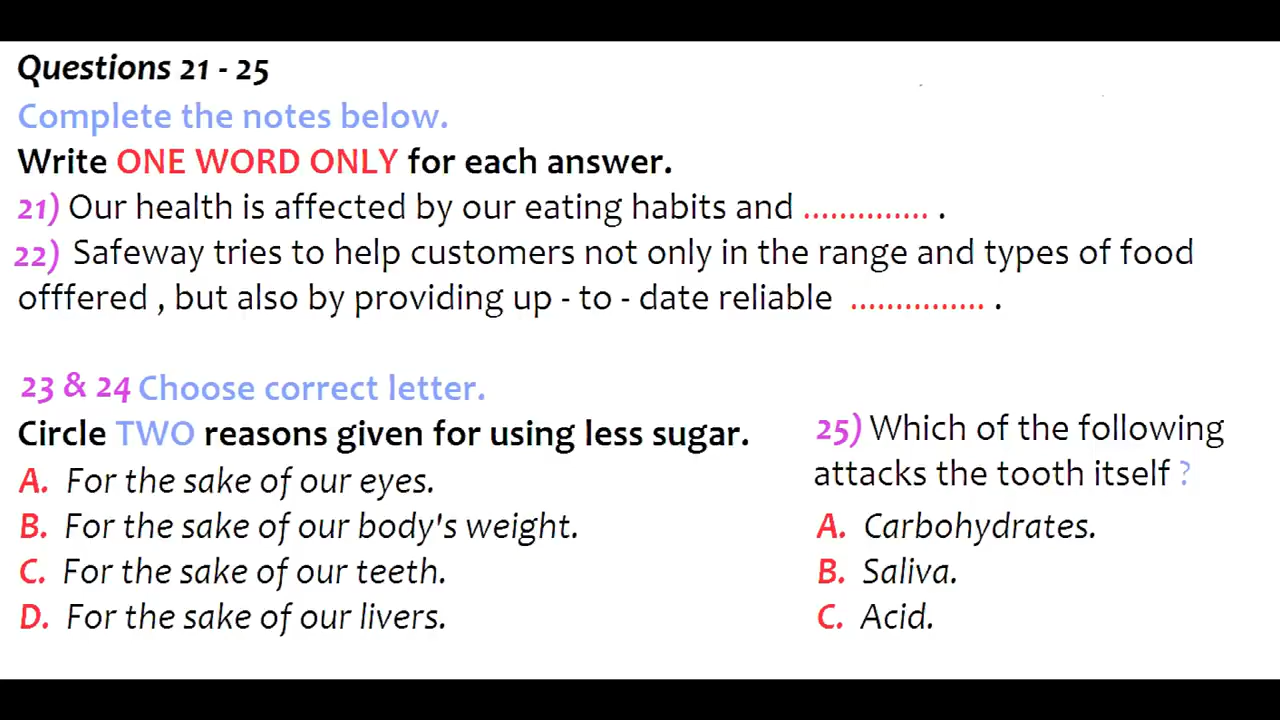 Questions 21 - 25
Complete the notes below.
Write ONE WORD ONLY for each answer.
21) Our health is affected by our eating habits and .............. .
22) Safeway tries to help customers not only in the range and types of food
offfered , but also by providing up - to - date reliable ............... .
23 & 24 Choose correct letter.
Circle TWO reasons given for using less sugar.
A. For the sake of our eyes.
B. For the sake of our body's weight.
C. For the sake of our teeth.
D. For the sake of our livers.
25) Which of the following
attacks the tooth itself ?
A. Carbohydrates.
B. Saliva.
C. Acid.